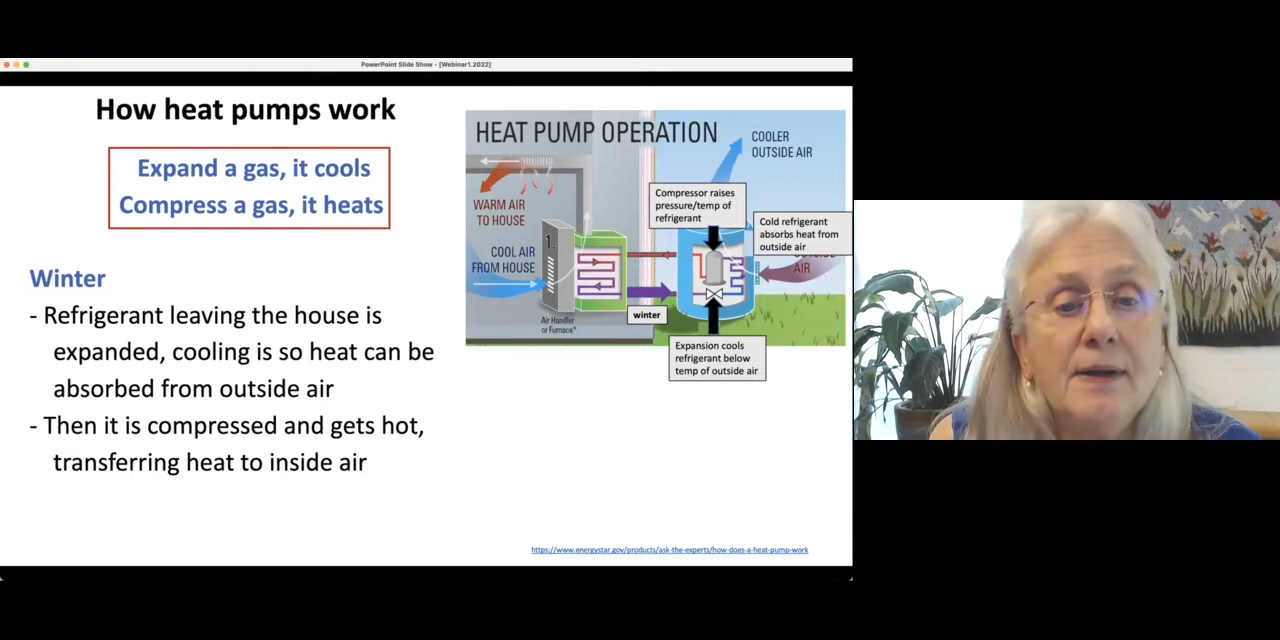 PowerPoint Slide Show - [Webinar1.2022]
How heat pumps work
Expand a gas, it cools
Compress a gas, it heats
Winter
- Refrigerant leaving the house is
expanded, cooling is so heat can be
absorbed from outside air
- Then it is compressed and gets hot,
transferring heat to inside air
HEAT PUMP OPERATION
COOLER
OUTSIDE AIR
WARM AIR
TO HOUSE
Compressor raises
pressure/temp of
refrigerant
Cold refrigerant
absorbs heat from
outside air
COOL AIR
FROM HOUSE
1.
OUTSIDE
AIR
Air Handler
or Furnace*
winter
Expansion cools
refrigerant below
temp of outside air
https://www.energystar.gov/products/ask-the-experts/how-does-a-heat-pump-work